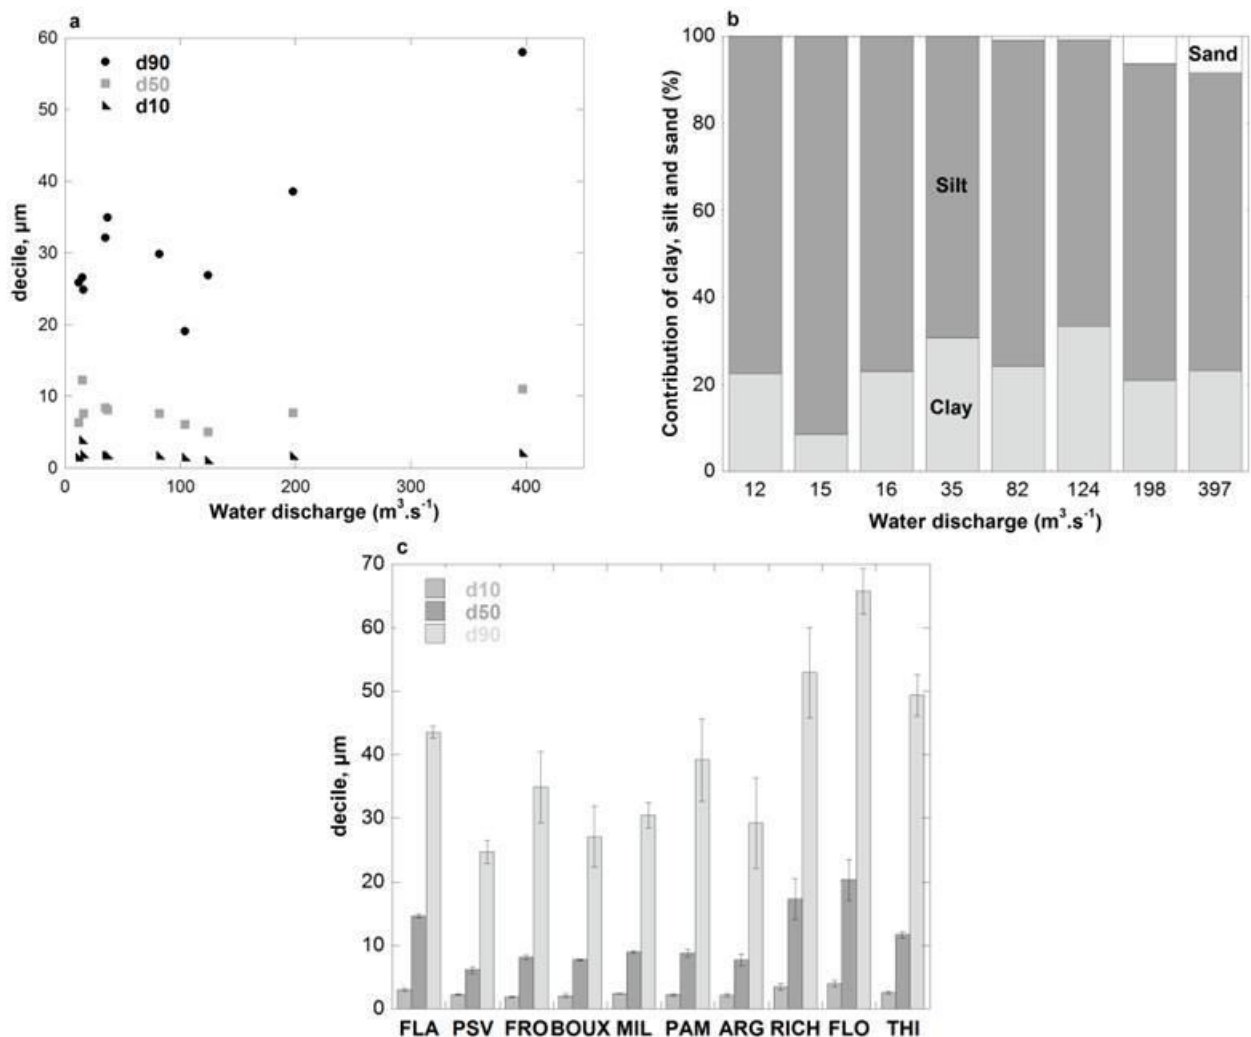 a
60
50
40
30
20
10
0
decile, µm
d90
d50
d10
0 100 200 300 400
Water discharge (m³.s⁻¹)
b
100
80
60
40
20
0
Contribution of clay, silt and sand (%)
Sand
Silt
Clay
12 15 16 35 82 124 198 397
Water discharge (m³.s⁻¹)
c
70
60
50
40
30
20
10
0
decile, µm
d10
d50
d90
FLA PSV FRO BOUX MIL PAM ARG RICH FLO THI